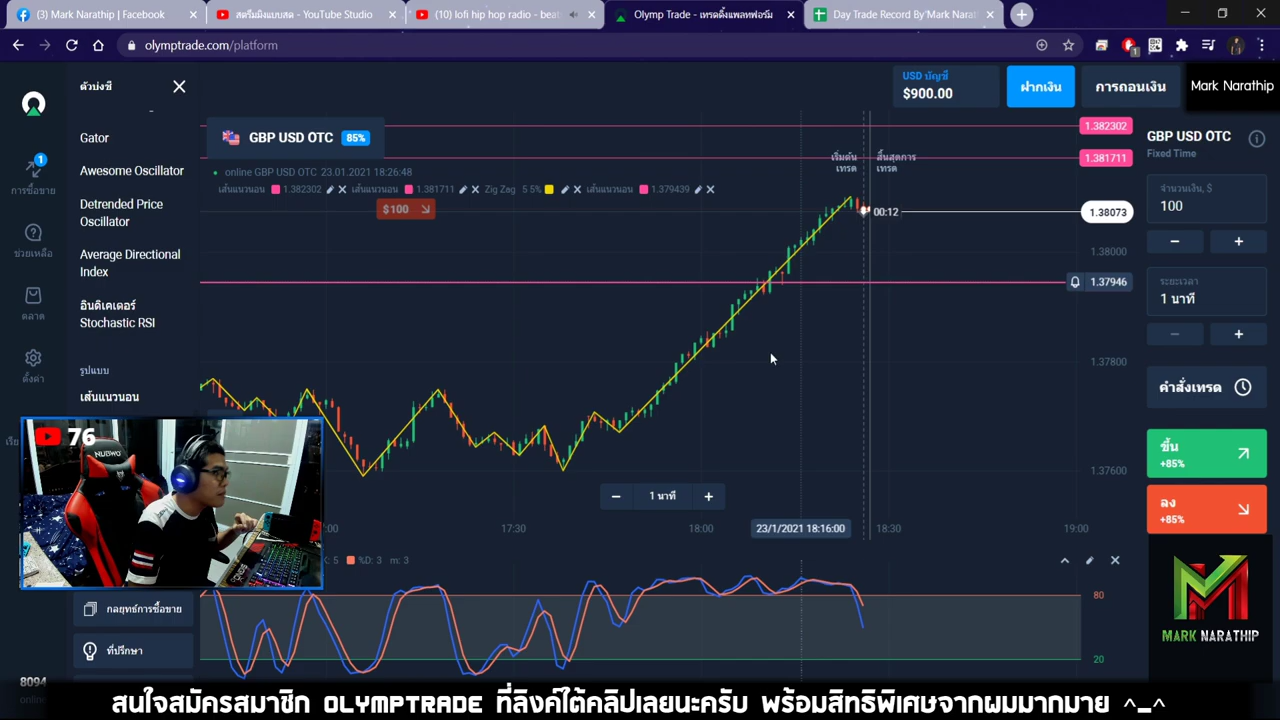 (3) Mark Narathip | Facebook
สตรีมมิงแบบสด - YouTube Studio
(10) lofi hip hop radio - beat
Olymp Trade - เทรดดิ้งแพลทฟอร์ม
Day Trade Record By Mark Narat
olymptrade.com/platform
ตัวบ่งชี้
USD บัญชี
$900.00
ฝากเงิน
การถอนเงิน
Mark Narathip
1
การซื้อขาย
ช่วยเหลือ
ตลาด
ตั้งค่า
Gator
Awesome Oscillator
Detrended Price
Oscillator
Average Directional
Index
อินดิเคเตอร์
Stochastic RSI
รูปแบบ
เส้นแนวนอน
GBP USD OTC 85%
online GBP USD OTC 23.01.2021 18:26:48
เส้นแนวนอน 1.382302 เส้นแนวนอน 1.381711 Zig Zag 5 5% เส้นแนวนอน 1.379439
$100
เริ่มต้น
เทรด
สิ้นสุดการ
เทรด
00:12
1.382302
1.381711
1.38073
1.38000
1.37946
1.37800
1.37600
GBP USD OTC
Fixed Time
จำนวนเงิน, $
100
ระยะเวลา
1 นาที
คำสั่งเทรด
ขึ้น
+85%
ลง
+85%
1 นาที
17:30
18:00
23/1/2021 18:16:00
18:30
19:00
76
NUBWO
%D: 3 m: 3
80
20
กลยุทธ์การซื้อขาย
ที่ปรึกษา
8094
MARK NARATHIP
สนใจสมัครสมาชิก OLYMPTRADE ที่ลิงค์ใต้คลิปเลยนะครับ พร้อมสิทธิพิเศษจากผมมากมาย ^_^